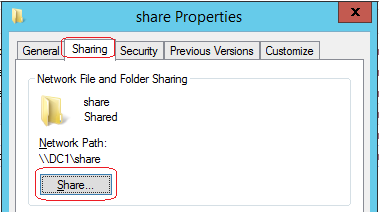 share Properties
General Sharing Security Previous Versions Customize
Network File and Folder Sharing
share
Shared
Network Path:
\\DC1\share
Share...